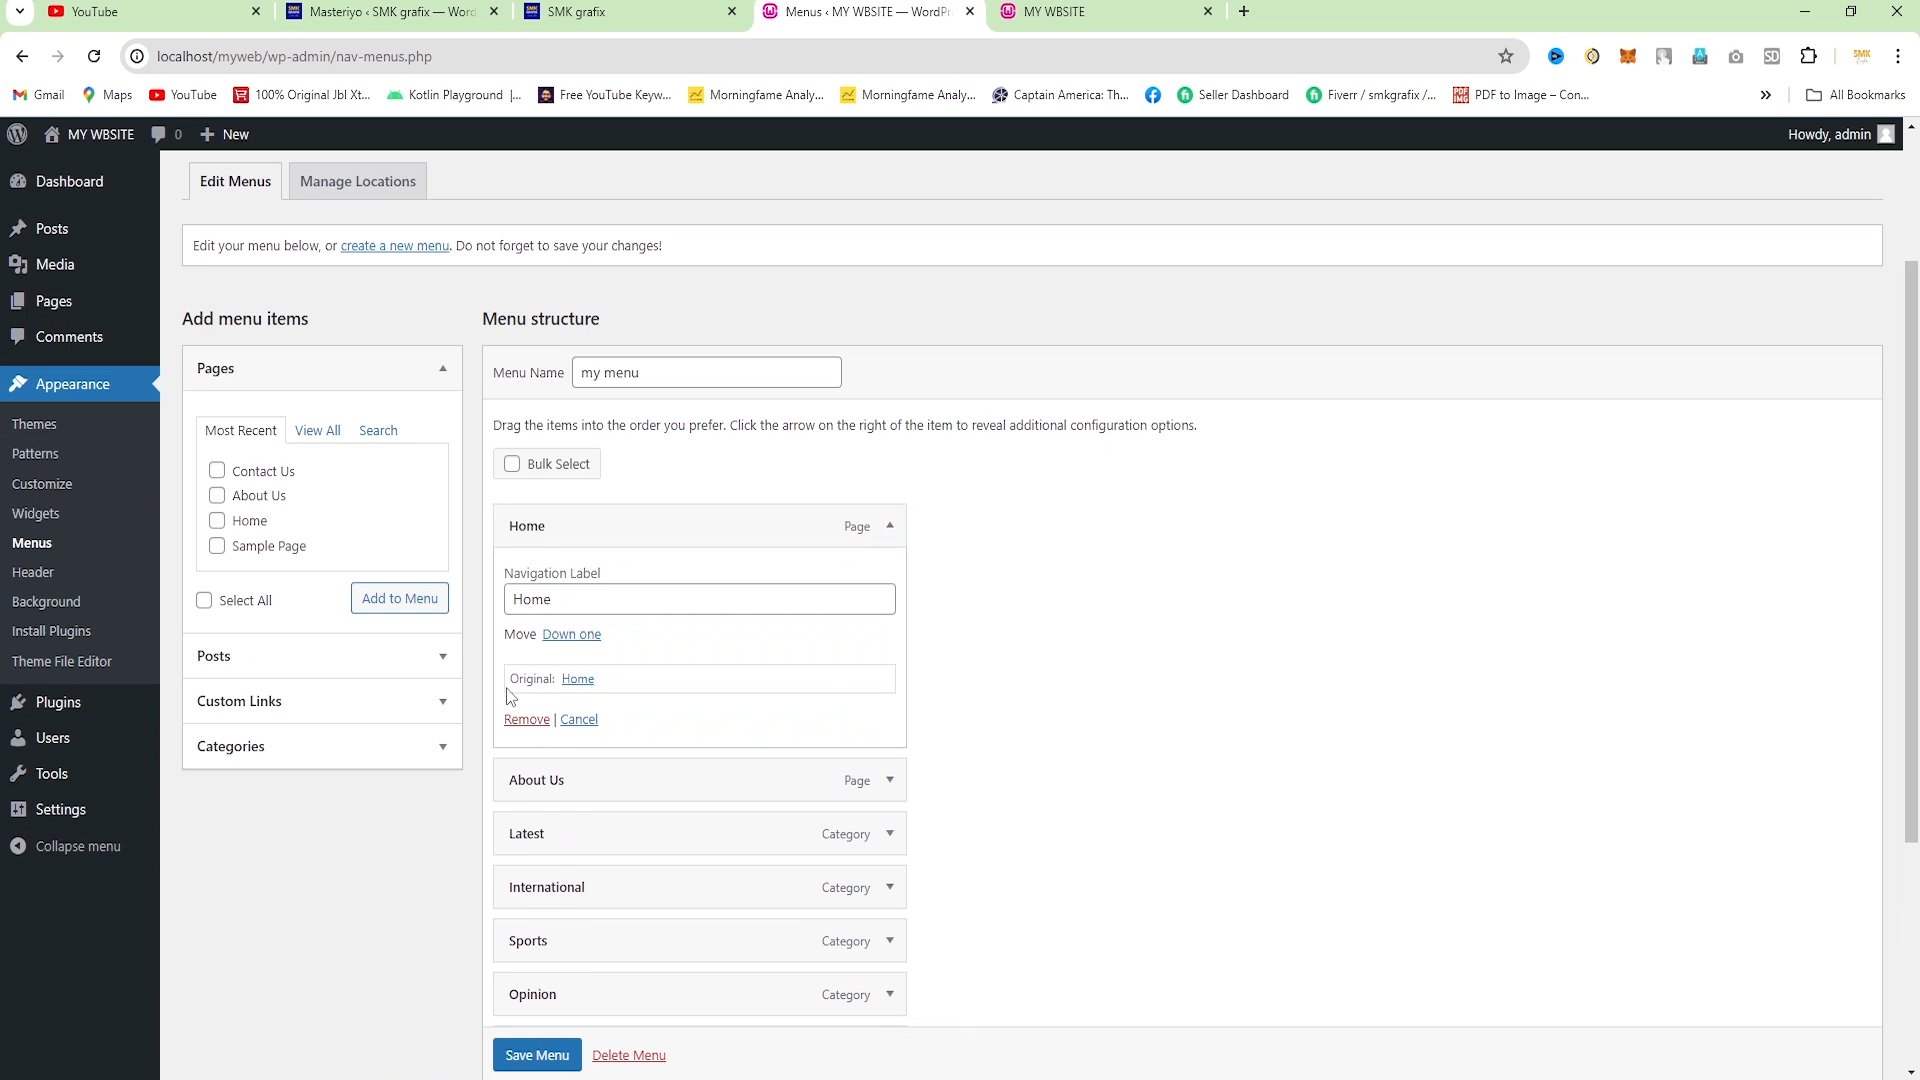 YouTube
Masteriyo ‹ SMK grafix — Word
SMK grafix
Menus ‹ MY WBSITE — WordPr
MY WBSITE
localhost/myweb/wp-admin/nav-menus.php
SMK
Gmail
Maps
YouTube
100% Original Jbl Xt...
Kotlin Playground |...
Free YouTube Keyw...
Morningfame Analy...
Morningfame Analy...
Captain America: Th...
Seller Dashboard
Fiverr / smkgrafix /...
PDF to Image – Con...
All Bookmarks
MY WBSITE
0
New
Howdy, admin
Dashboard
Posts
Media
Pages
Comments
Appearance
Themes
Patterns
Customize
Widgets
Menus
Header
Background
Install Plugins
Theme File Editor
Plugins
Users
Tools
Settings
Collapse menu
Edit Menus
Manage Locations
Edit your menu below, or create a new menu. Do not forget to save your changes!
Add menu items
Pages
Most Recent
View All
Search
Contact Us
About Us
Home
Sample Page
Select All
Add to Menu
Posts
Custom Links
Categories
Menu structure
Menu Name
my menu
Drag the items into the order you prefer. Click the arrow on the right of the item to reveal additional configuration options.
Bulk Select
Home
Page
Navigation Label
Home
Move Down one
Original: Home
Remove | Cancel
About Us
Page
Latest
Category
International
Category
Sports
Category
Opinion
Category
Save Menu
Delete Menu